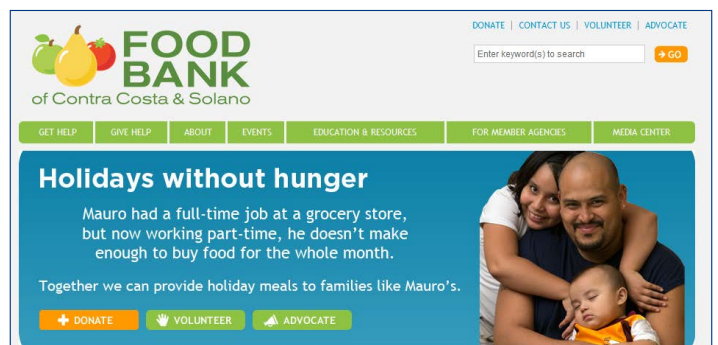 DONATE | CONTACT US | VOLUNTEER | ADVOCATE
FOOD
BANK
of Contra Costa & Solano
Enter keyword(s) to search
GO
GET HELP
GIVE HELP
ABOUT
EVENTS
EDUCATION & RESOURCES
FOR MEMBER AGENCIES
MEDIA CENTER
Holidays without hunger
Mauro had a full-time job at a grocery store,
but now working part-time, he doesn't make
enough to buy food for the whole month.
Together we can provide holiday meals to families like Mauro's.
DONATE
VOLUNTEER
ADVOCATE